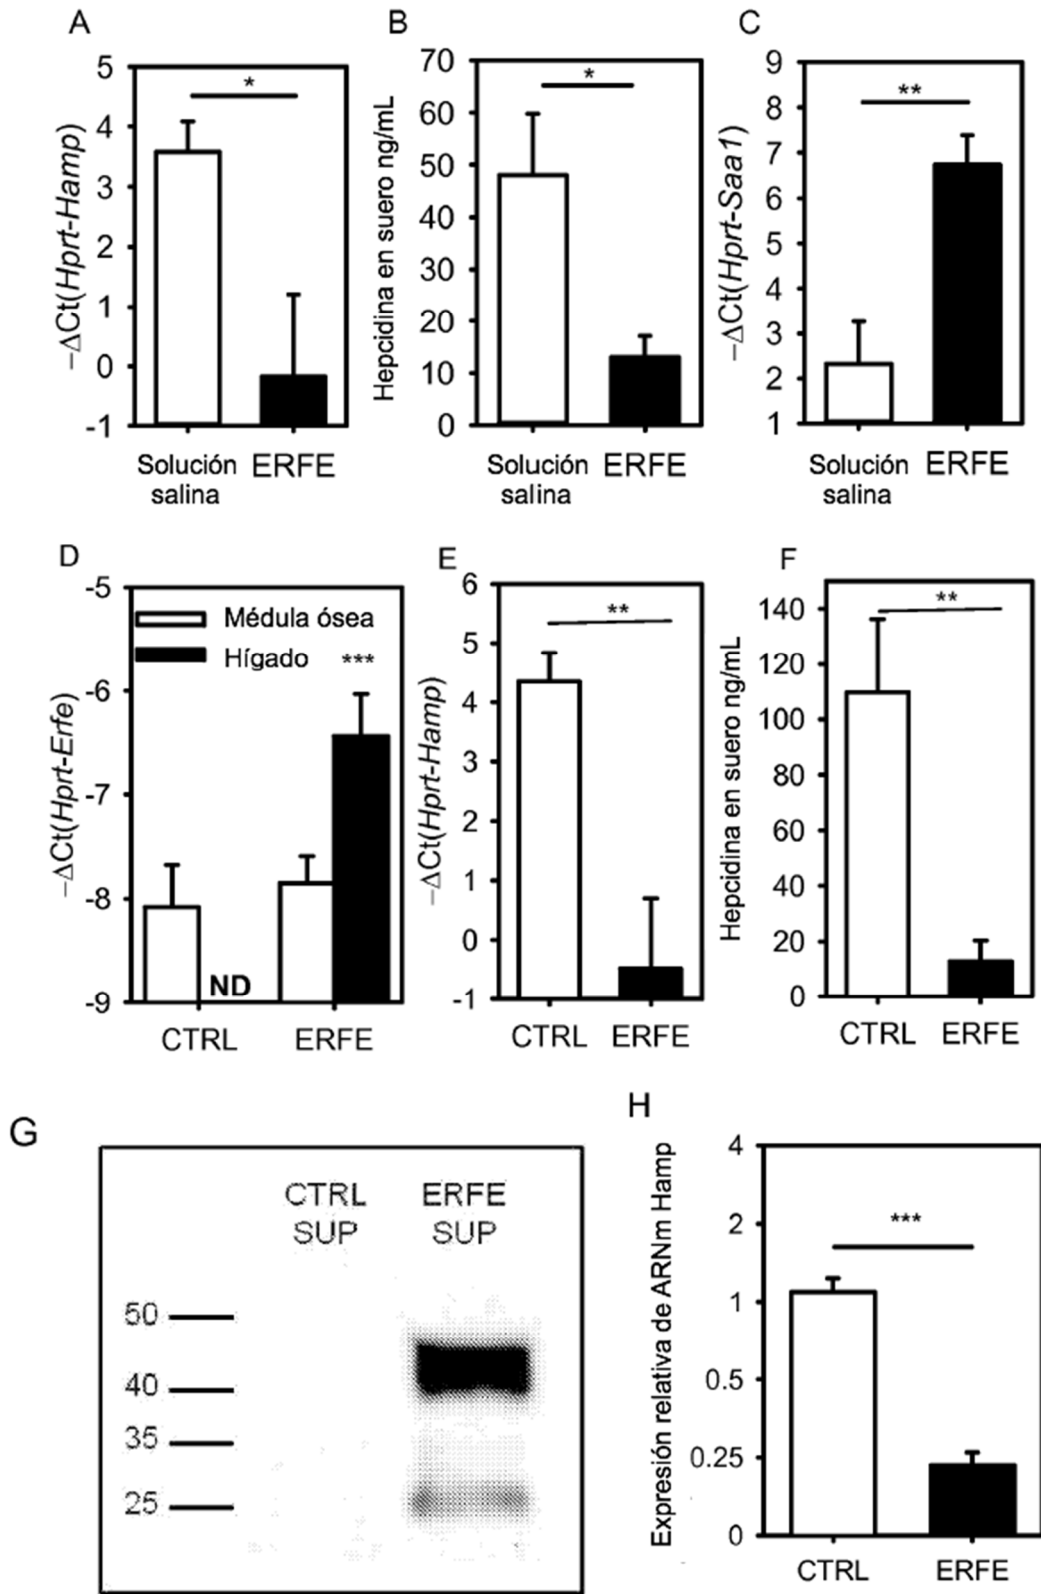 A
5
4
3
2
1
0
-1
−ΔCt(Hprt-Hamp)
*
Solución
salina
ERFE
B
70
60
50
40
30
20
10
0
Hepcidina en suero ng/mL
*
Solución
salina
ERFE
C
9
8
7
6
5
4
3
2
1
−ΔCt(Hprt-Saa1)
**
Solución
salina
ERFE
D
-5
-6
-7
-8
-9
−ΔCt(Hprt-Erfe)
Médula ósea
Hígado
***
ND
CTRL
ERFE
E
6
5
4
3
2
1
0
-1
−ΔCt(Hprt-Hamp)
**
CTRL
ERFE
F
140
120
100
80
60
40
20
0
Hepcidina en suero ng/mL
**
CTRL
ERFE
G
CTRL
SUP
ERFE
SUP
50
40
35
25
H
4
2
1
0.5
0.25
0
Expresión relativa de ARNm Hamp
***
CTRL
ERFE